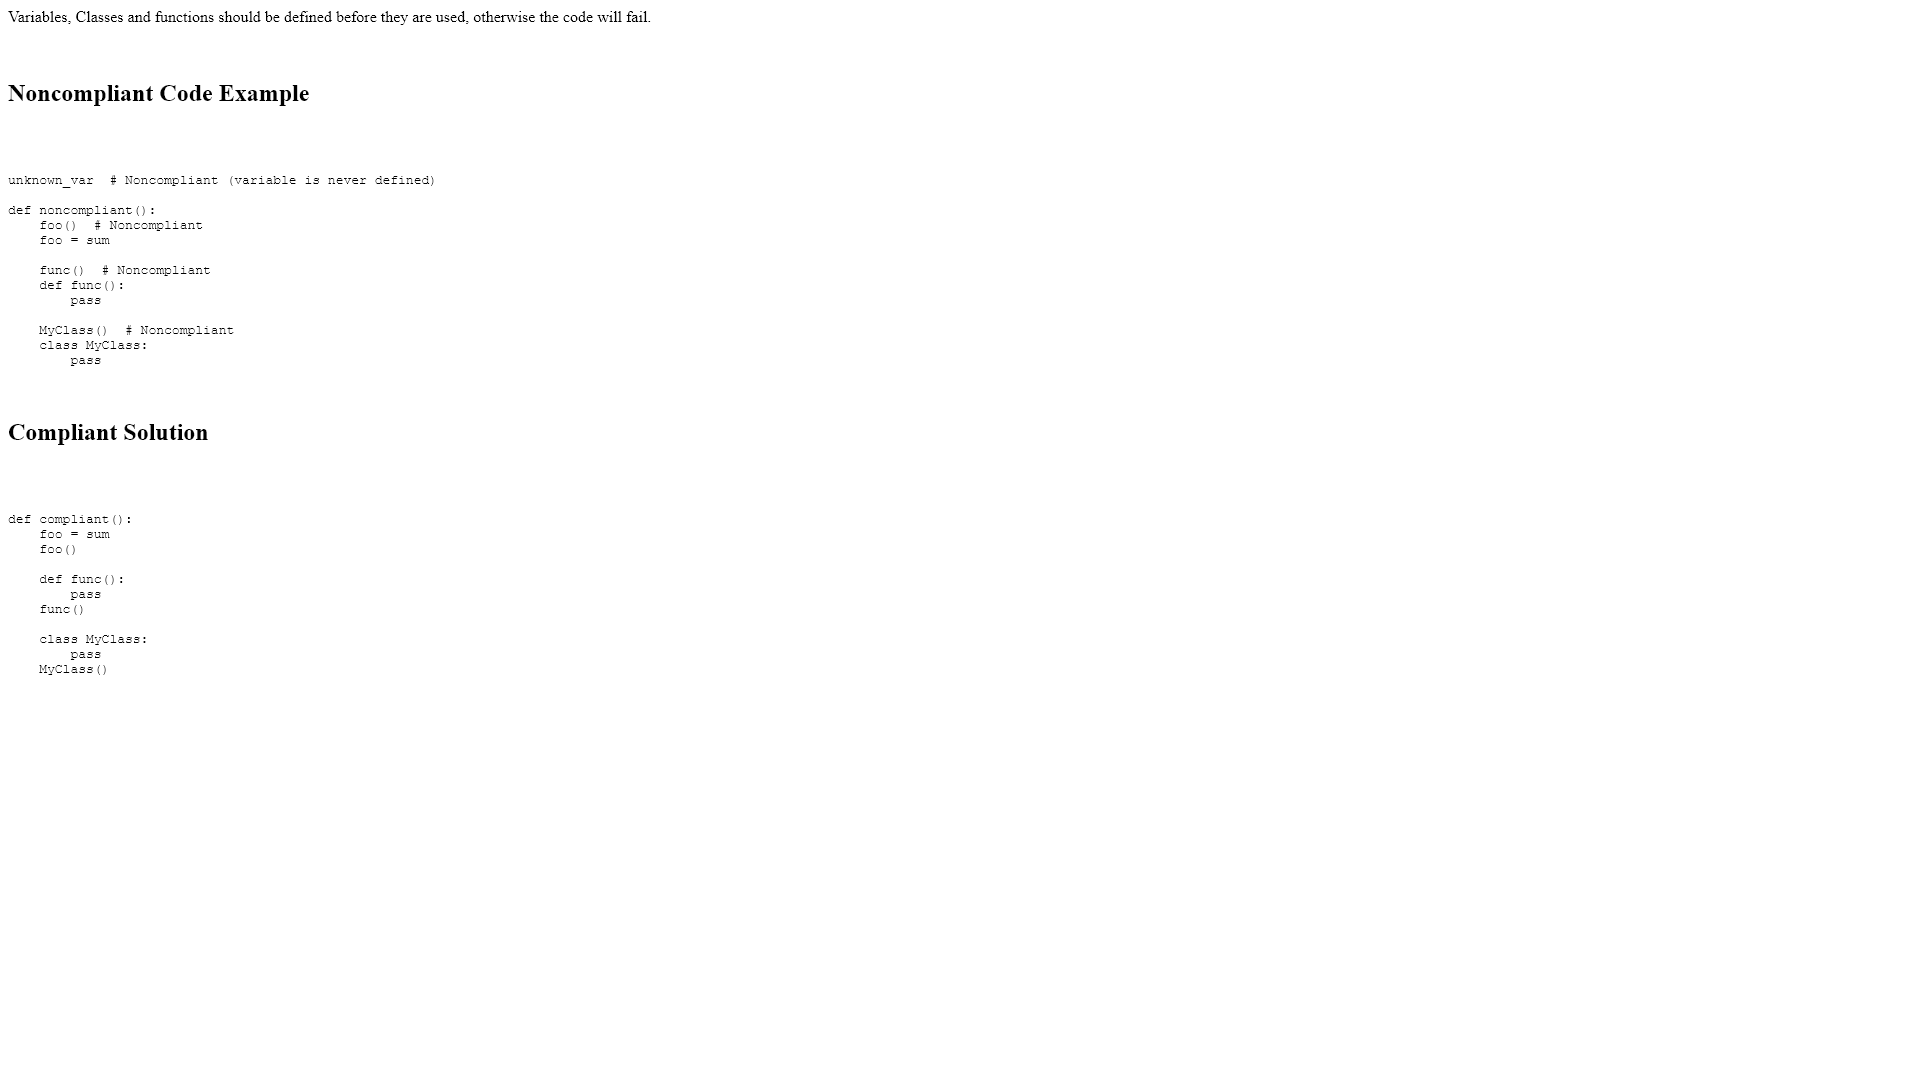 Variables, Classes and functions should be defined before they are used, otherwise the code will fail.
Noncompliant Code Example
unknown_var  # Noncompliant (variable is never defined)
def noncompliant():
    foo()  # Noncompliant
    foo = sum
    func()  # Noncompliant
    def func():
        pass
    MyClass()  # Noncompliant
    class MyClass:
        pass
Compliant Solution
def compliant():
    foo = sum
    foo()
    def func():
        pass
    func()
    class MyClass:
        pass
    MyClass()